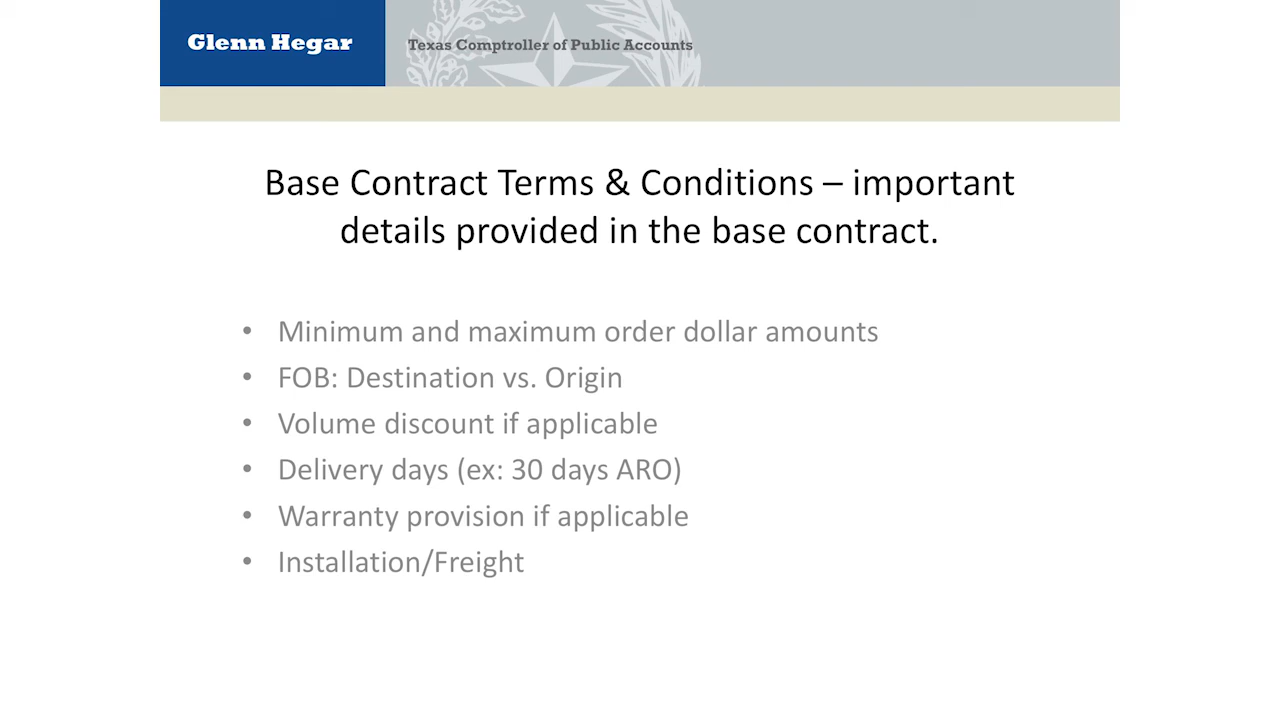 Glenn Hegar
Texas Comptroller of Public Accounts
Base Contract Terms & Conditions – important
details provided in the base contract.
• Minimum and maximum order dollar amounts
• FOB: Destination vs. Origin
• Volume discount if applicable
• Delivery days (ex: 30 days ARO)
• Warranty provision if applicable
• Installation/Freight